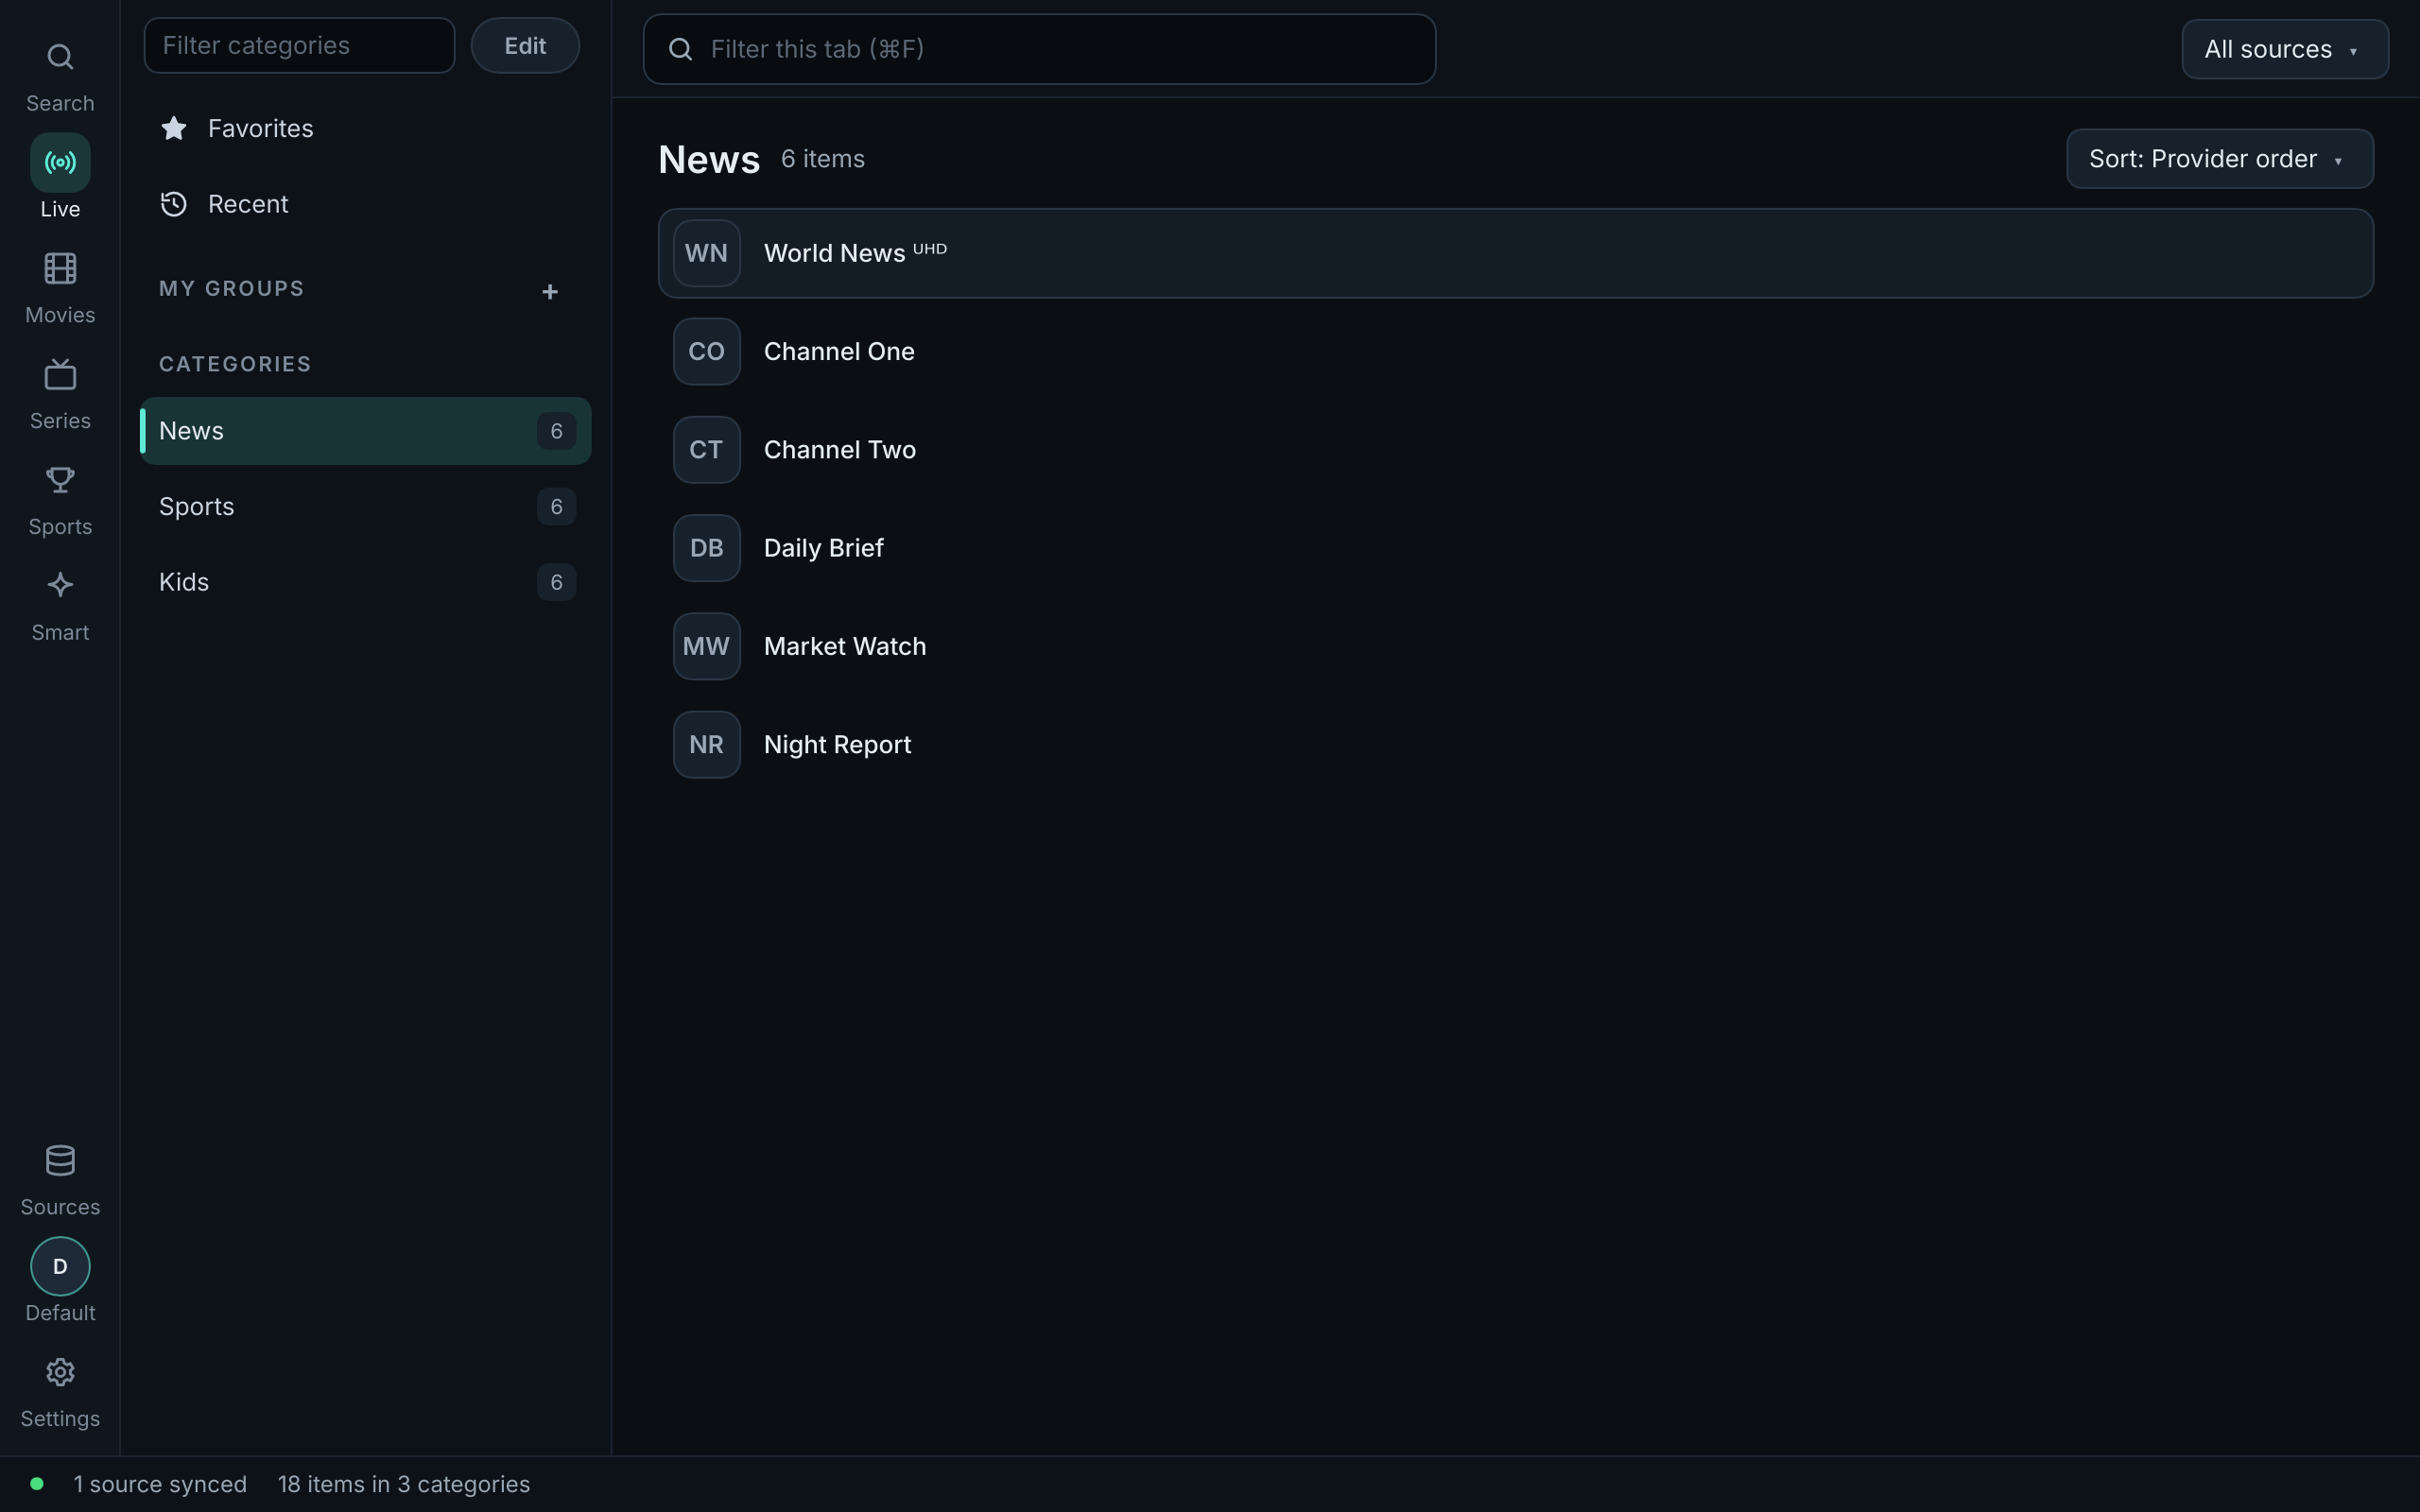 Search
Live
Movies
Series
Sports
Smart
Sources
D
Default
Settings
Filter categories
Edit
Favorites
Recent
MY GROUPS +
CATEGORIES
News 6
Sports 6
Kids 6
Filter this tab (⌘F)
All sources ▾
News 6 items
Sort: Provider order ▾
WN World News ᵁᴴᴰ
CO Channel One
CT Channel Two
DB Daily Brief
MW Market Watch
NR Night Report
1 source synced 18 items in 3 categories